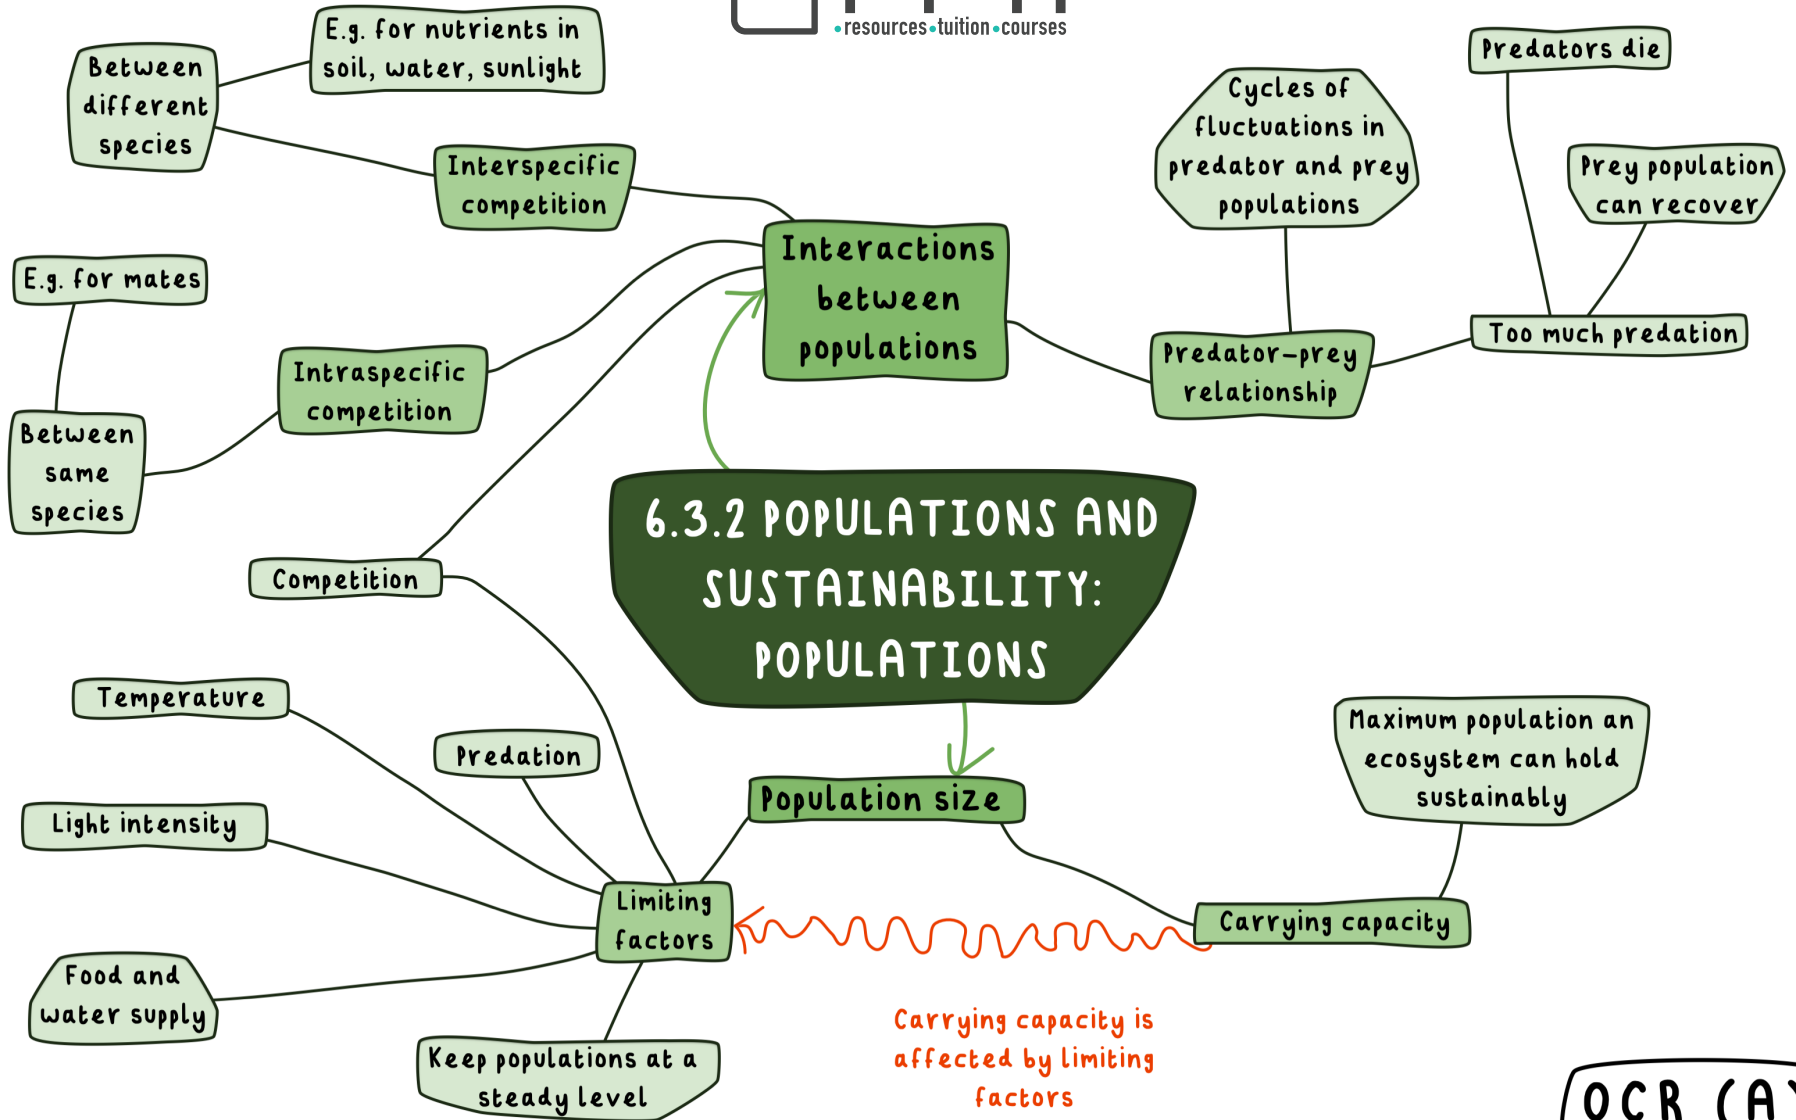 •resources•tuition•courses
E.g. for nutrients in
soil, water, sunlight
Between
different
species
Interspecific
competition
E.g. for mates
Intraspecific
competition
Between
same
species
Interactions
between
populations
Cycles of
fluctuations in
predator and prey
populations
Predators die
Prey population
can recover
Too much predation
Predator-prey
relationship
6.3.2 POPULATIONS AND
SUSTAINABILITY:
POPULATIONS
Competition
Temperature
Predation
Light intensity
Food and
water supply
Limiting
factors
Keep populations at a
steady level
Population size
Maximum population an
ecosystem can hold
sustainably
Carrying capacity
Carrying capacity is
affected by limiting
factors
OCR (A)